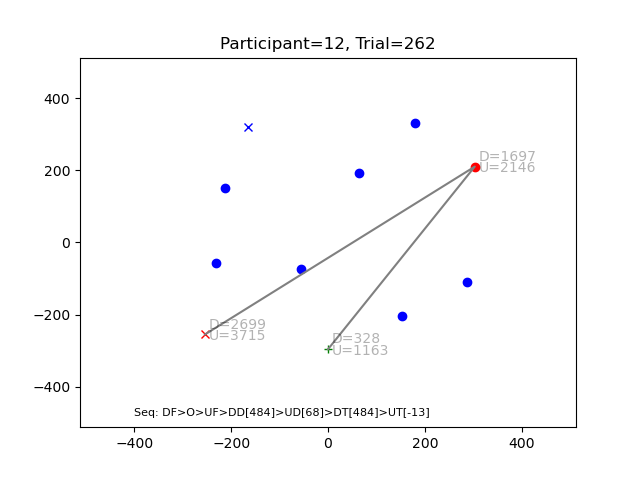 Participant=12, Trial=262
400
200
0
−200
−400
D=1697
U=2146
D=2699
U=3715
D=328
U=1163
Seq: DF>O>UF>DD[484]>UD[68]>DT[484]>UT[-13]
−400
−200
0
200
400